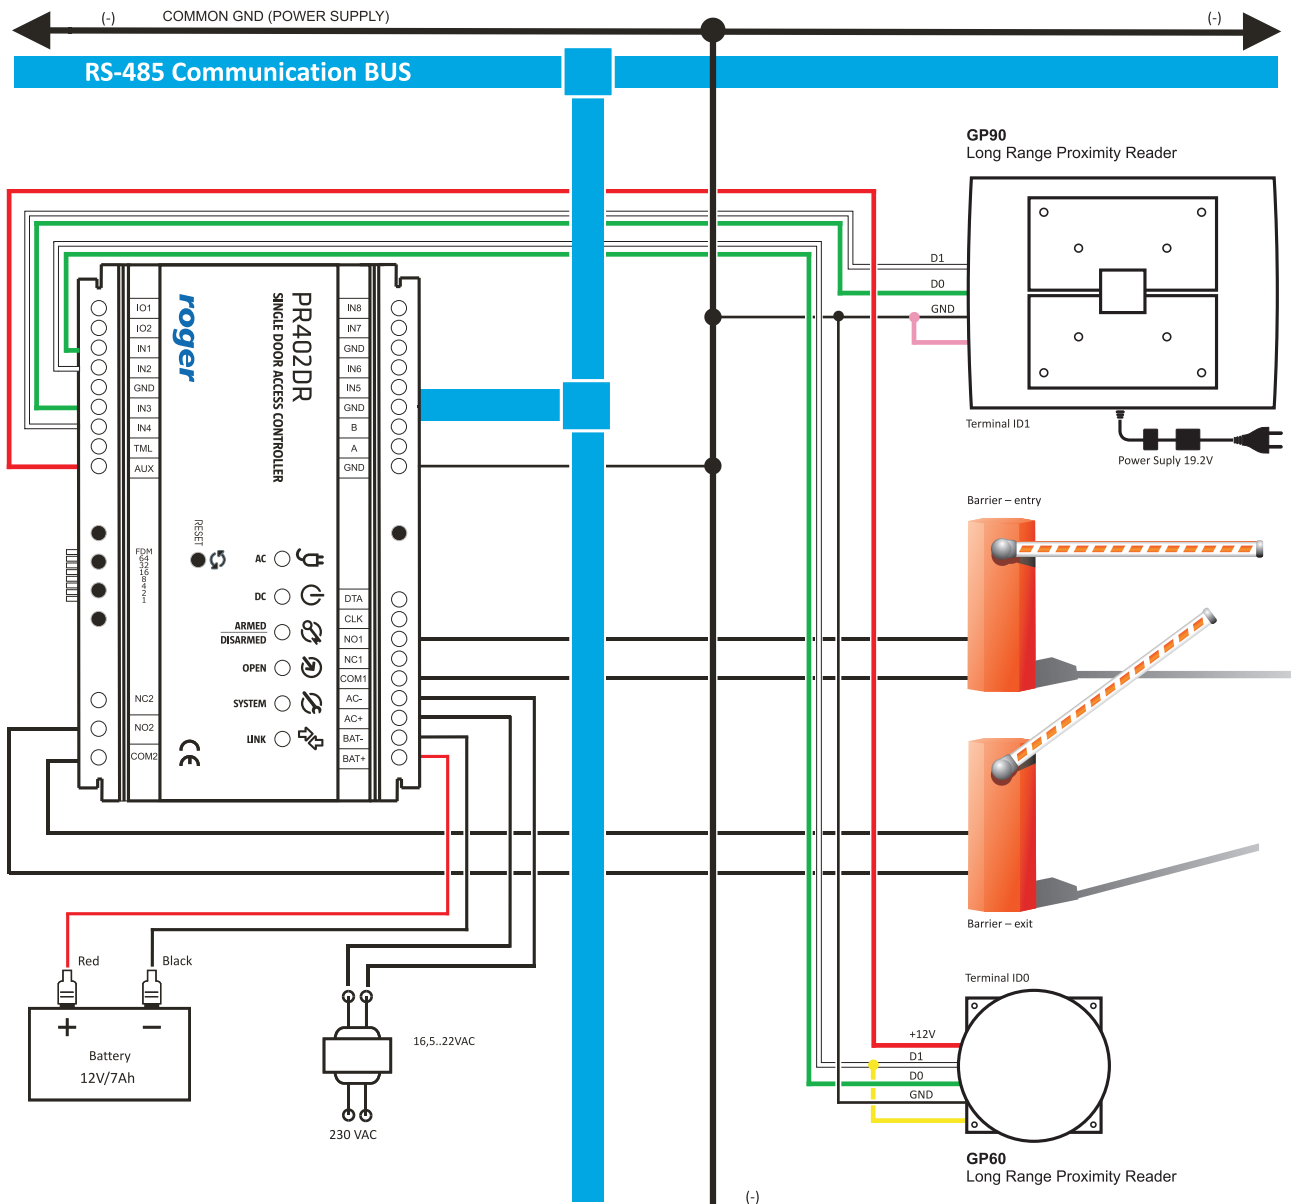 (-) COMMON GND (POWER SUPPLY) (-)
RS-485 Communication BUS
GP90
Long Range Proximity Reader
D1
D0
GND
Terminal ID1
Power Suply 19.2V
IO1
IO2
IN1
IN2
GND
IN3
IN4
TML
AUX
FDM
64
32
16
8
4
2
1
NC2
NO2
COM2
roger
PR402DR
SINGLE DOOR ACCESS CONTROLLER
RESET
AC
DC
ARMED
DISARMED
OPEN
SYSTEM
LINK
CE
IN8
IN7
GND
IN6
IN5
GND
B
A
GND
DTA
CLK
NO1
NC1
COM1
AC-
AC+
BAT-
BAT+
Barrier – entry
Barrier – exit
Red
Black
+ −
Battery
12V/7Ah
16,5..22VAC
230 VAC
Terminal ID0
+12V
D1
D0
GND
GP60
Long Range Proximity Reader
(-)